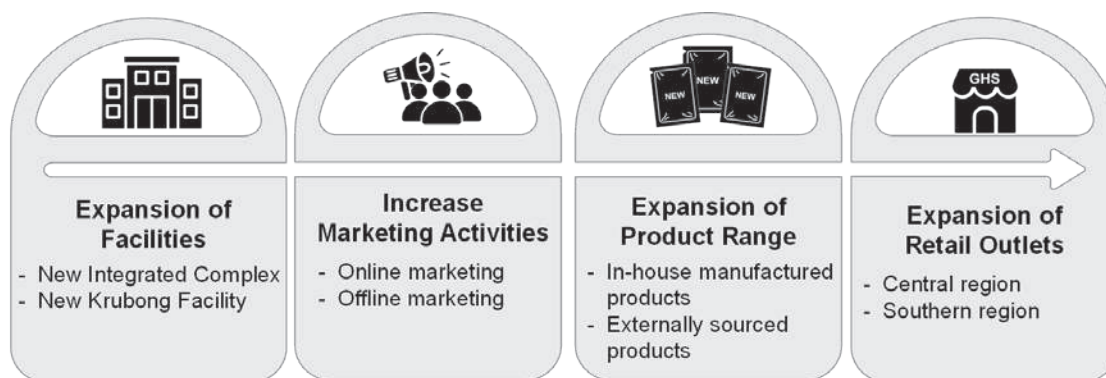 NEW
NEW
NEW
GHS
Expansion of
Facilities
- New Integrated Complex
- New Krubong Facility
Increase
Marketing Activities
- Online marketing
- Offline marketing
Expansion of
Product Range
- In-house manufactured
products
- Externally sourced
products
Expansion of
Retail Outlets
- Central region
- Southern region